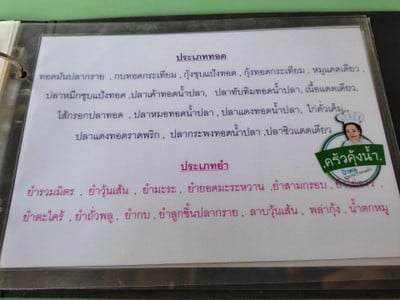 ประเภททอด
ทอดมันปลากราย , กบทอดกระเทียม , กุ้งชุบแป้งทอด , กุ้งทอดกระเทียม , หมูแดดเดียว
ปลาหมึกชุบแป้งทอด ,ปลาเค้าทอดน้ำปลา, ปลาทับทิมทอดน้ำปลา, เนื้อแดดเดียว,
ไส้กรอกปลาทอด , ปลาหมอทอดน้ำปลา , ปลาแดงทอดน้ำปลา, ไก่คั่วเค็ม,
ปลาแดงทอดราดพริก , ปลากระพงทอดน้ำปลา ,ปลาซิวแดดเดียว
ครัวคุ้งน้ำ
ประเภทยำ
ยำรวมมิตร , ยำวุ้นเส้น , ยำมะระ , ยำยอดมะระหวาน ,ยำสามกรอบ ,
ยำตะไคร้ , ยำถั่วพลู , ยำกบ , ยำลูกชิ้นปลากราย , ลาบวุ้นเส้น , พล่ากุ้ง , น้ำตกหมู